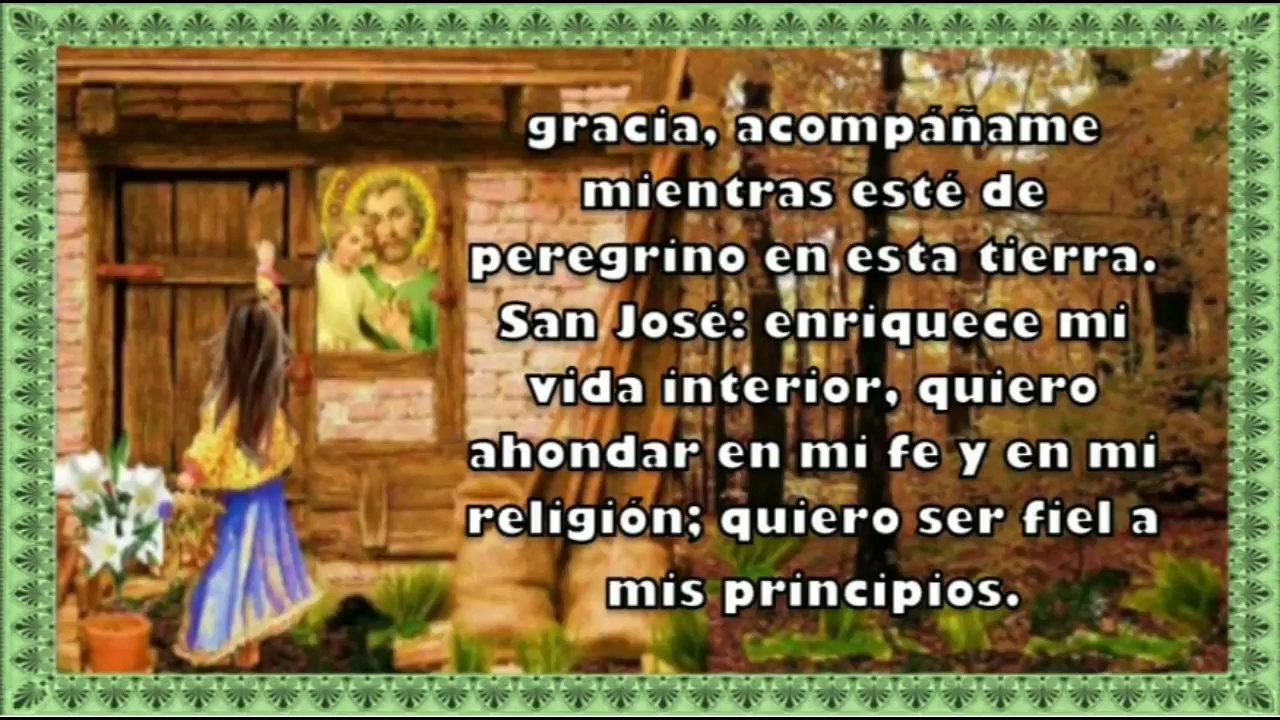 gracia, acompáñame
mientras esté de
peregrino en esta tierra.
San José: enriquece mi
vida interior, quiero
ahondar en mi fe y en mi
religión; quiero ser fiel a
mis principios.